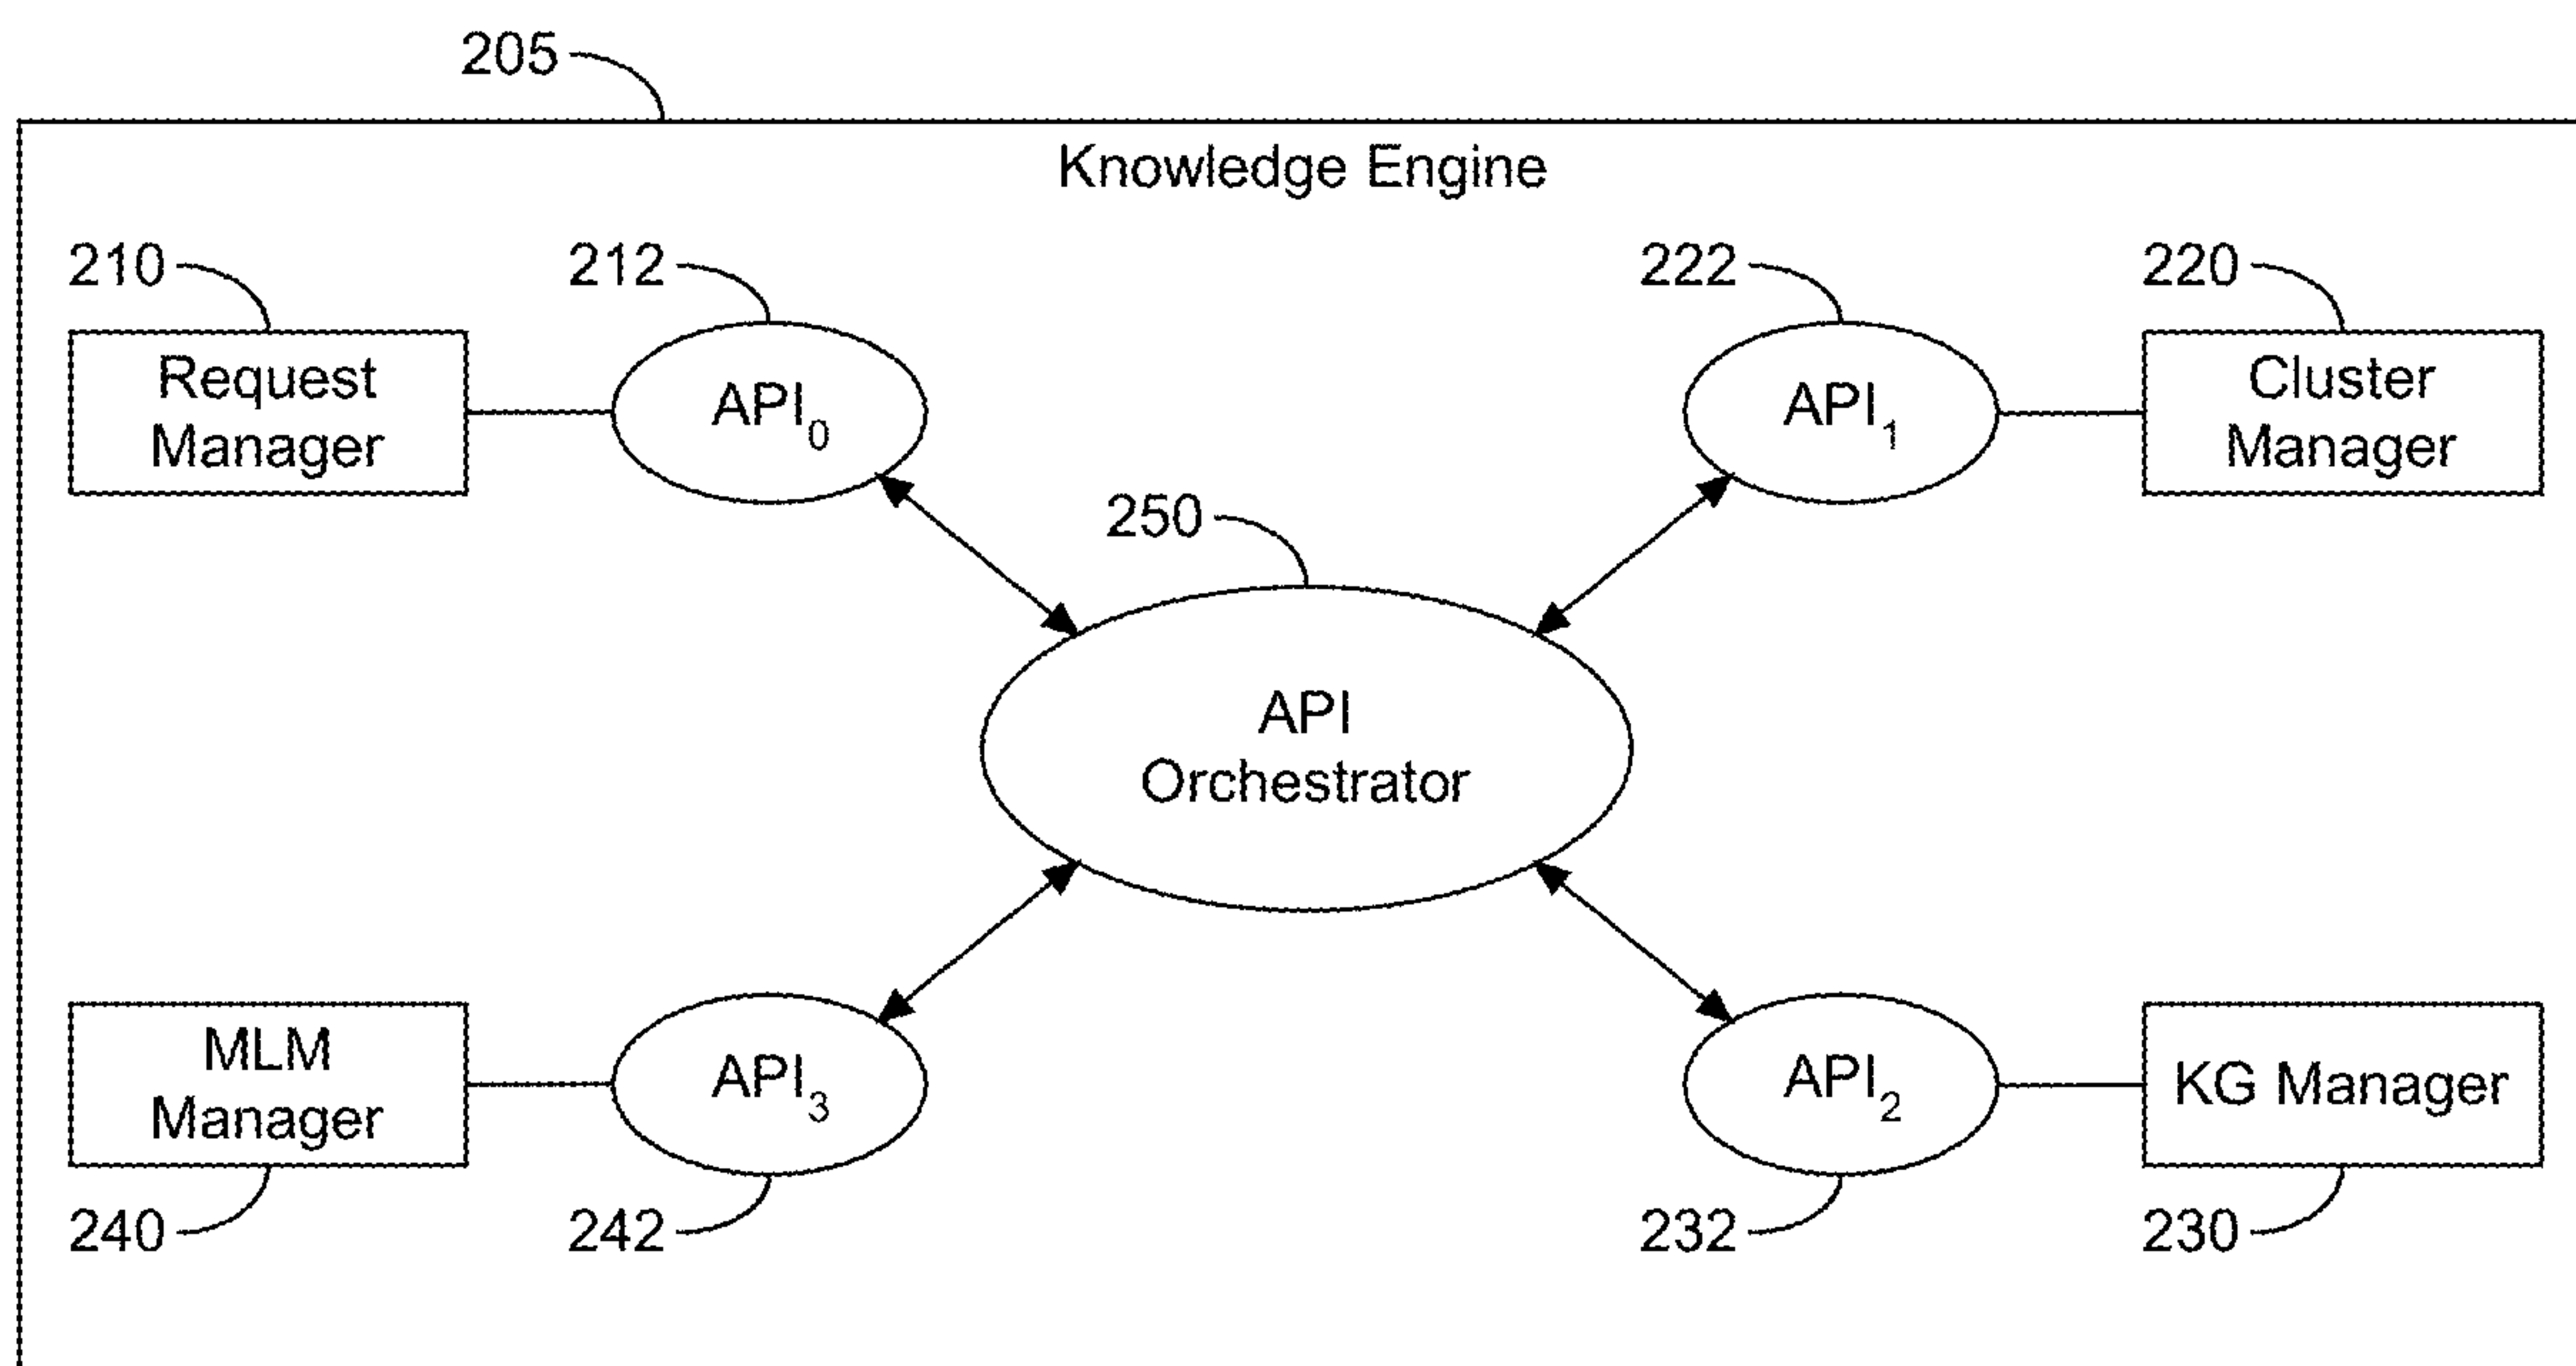 205
Knowledge Engine
210
212
222
220
Request
Manager
API₀
API₁
Cluster
Manager
250
API
Orchestrator
MLM
Manager
API₃
API₂
KG Manager
240
242
232
230